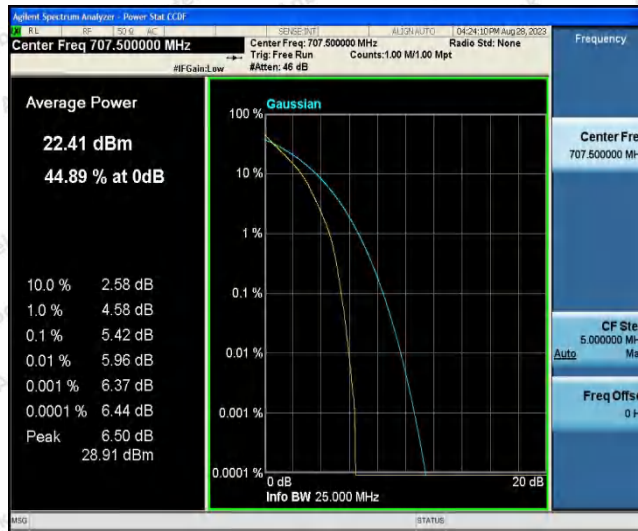 Agilent Spectrum Analyzer - Power Stat CCDF
RL RF 50 Ω AC SENSE:INT ALIGN AUTO 04:24:10 PM Aug 28, 2023
Center Freq 707.500000 MHz
Center Freq: 707.500000 MHz Radio Std: None
Trig: Free Run Counts:1.00 M/1.00 Mpt
#IFGain:Low #Atten: 46 dB
Frequency
Average Power
22.41 dBm
44.89 % at 0dB
10.0 % 2.58 dB
1.0 % 4.58 dB
0.1 % 5.42 dB
0.01 % 5.96 dB
0.001 % 6.37 dB
0.0001 % 6.44 dB
Peak 6.50 dB
28.91 dBm
Gaussian
100 %
10 %
1 %
0.1 %
0.01 %
0.001 %
0.0001 %
0 dB 20 dB
Info BW 25.000 MHz
Center Fre
707.500000 MH
CF Ste
5.000000 MH
Auto Ma
Freq Offs
0 H
MSG STATUS